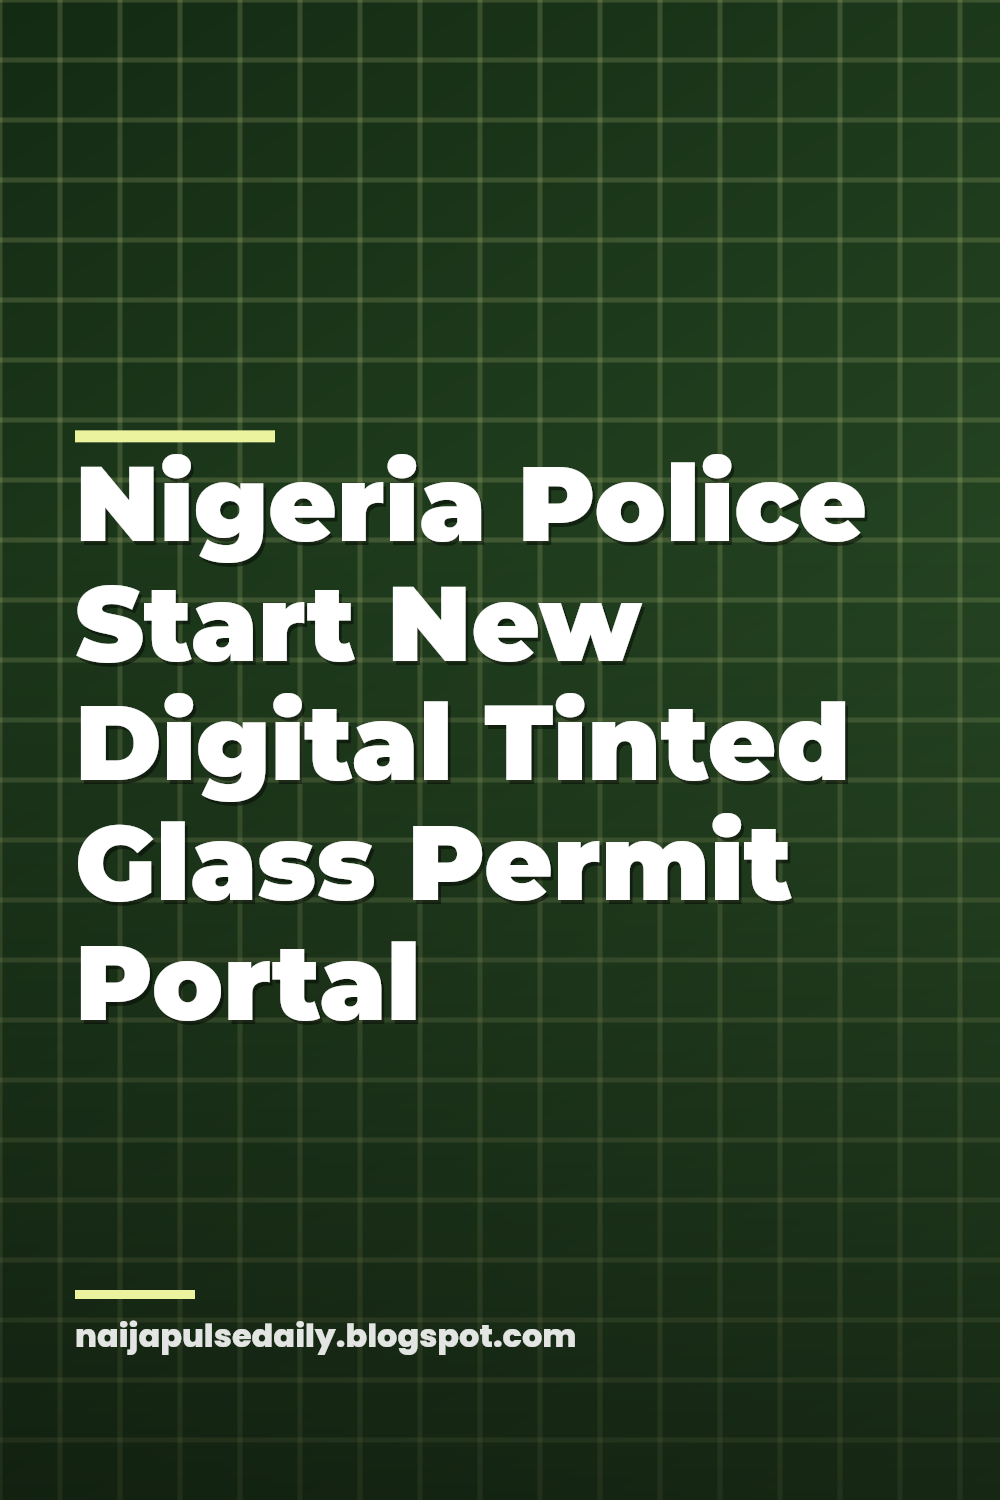 Nigeria Police
Start New
Digital Tinted
Glass Permit
Portal
naijapulsedaily.blogspot.com